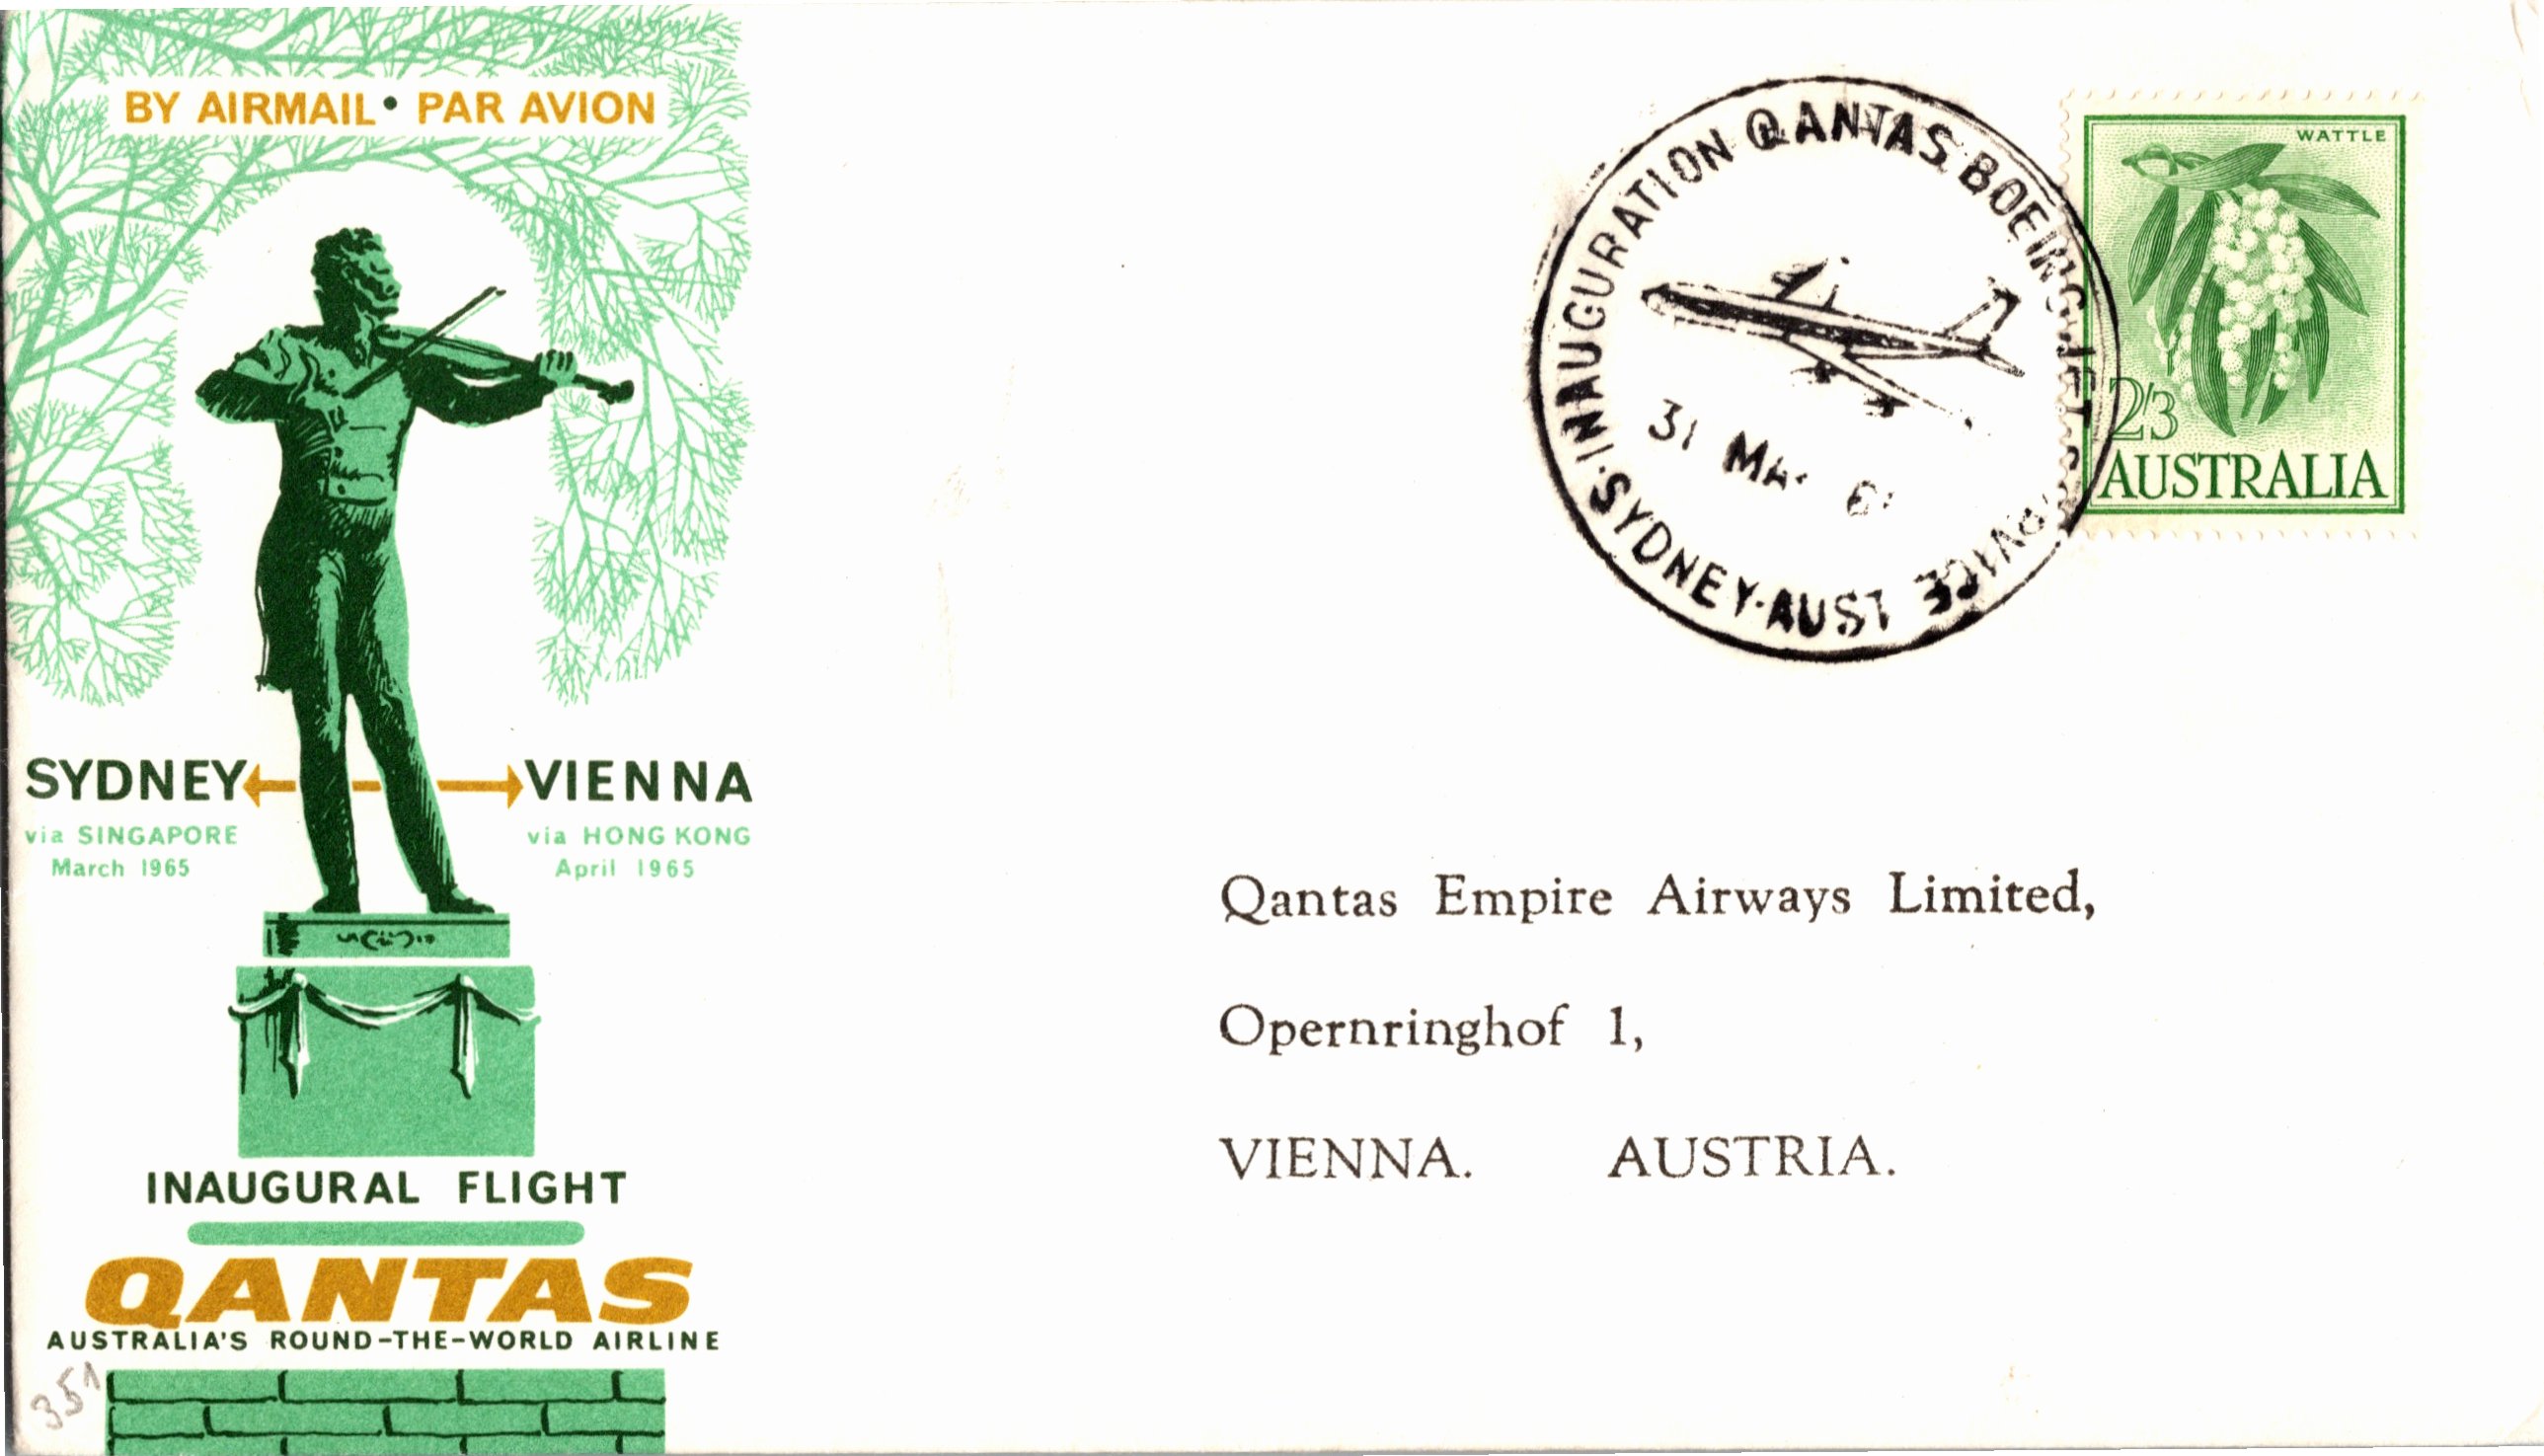 BY AIRMAIL • PAR AVION
SYDNEY
VIENNA
via SINGAPORE
March 1965
via HONG KONG
April 1965
INAUGURAL FLIGHT
QANTAS
AUSTRALIA'S ROUND-THE-WORLD AIRLINE
351
INAUGURATION QANTAS BOEING JET SERVICE
31
SYDNEY·AUST
WATTLE
2/3
AUSTRALIA
Qantas Empire Airways Limited,
Opernringhof 1,
VIENNA. AUSTRIA.